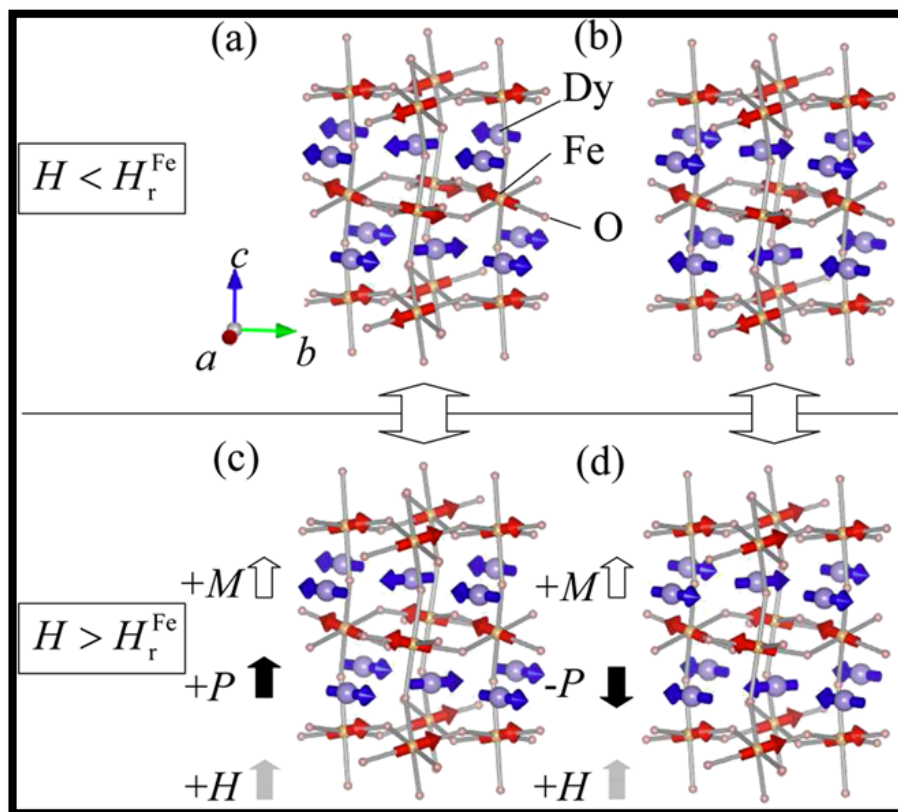 (a)
(b)
Dy
Fe
O
H < H_r^Fe
c
a
b
(c)
(d)
+M
+M
H > H_r^Fe
+P
-P
+H
+H